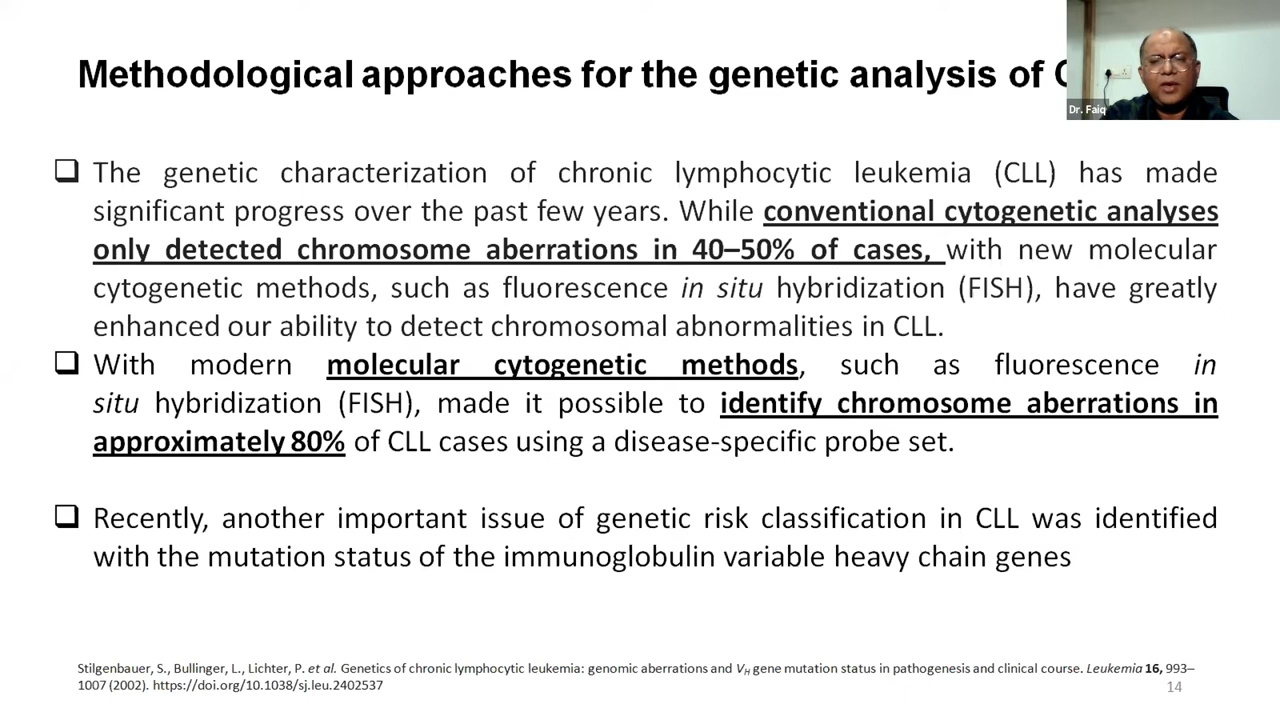 Methodological approaches for the genetic analysis of
Dr. Faiq
The genetic characterization of chronic lymphocytic leukemia (CLL) has made
significant progress over the past few years. While conventional cytogenetic analyses
only detected chromosome aberrations in 40–50% of cases, with new molecular
cytogenetic methods, such as fluorescence in situ hybridization (FISH), have greatly
enhanced our ability to detect chromosomal abnormalities in CLL.
With modern molecular cytogenetic methods, such as fluorescence in
situ hybridization (FISH), made it possible to identify chromosome aberrations in
approximately 80% of CLL cases using a disease-specific probe set.
Recently, another important issue of genetic risk classification in CLL was identified
with the mutation status of the immunoglobulin variable heavy chain genes
Stilgenbauer, S., Bullinger, L., Lichter, P. et al. Genetics of chronic lymphocytic leukemia: genomic aberrations and VH gene mutation status in pathogenesis and clinical course. Leukemia 16, 993–
1007 (2002). https://doi.org/10.1038/sj.leu.2402537
14